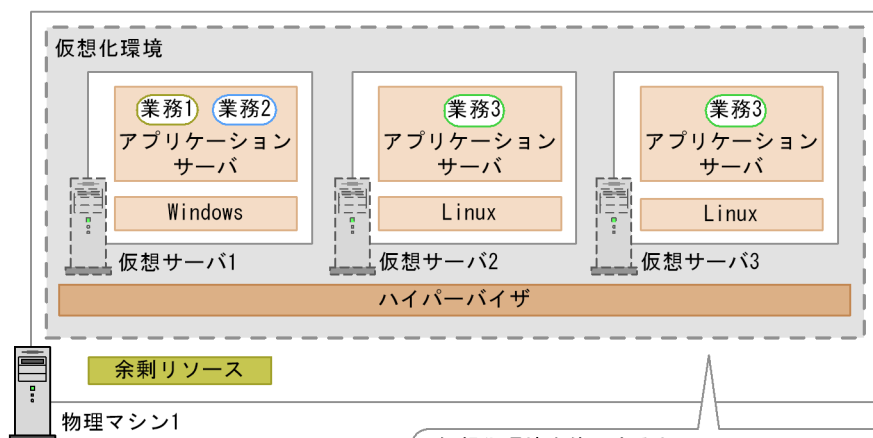 仮想化環境
業務1 業務2
アプリケーション
サーバ
Windows
仮想サーバ1
業務3
アプリケーション
サーバ
Linux
仮想サーバ2
業務3
アプリケーション
サーバ
Linux
仮想サーバ3
ハイパーバイザ
余剰リソース
物理マシン1